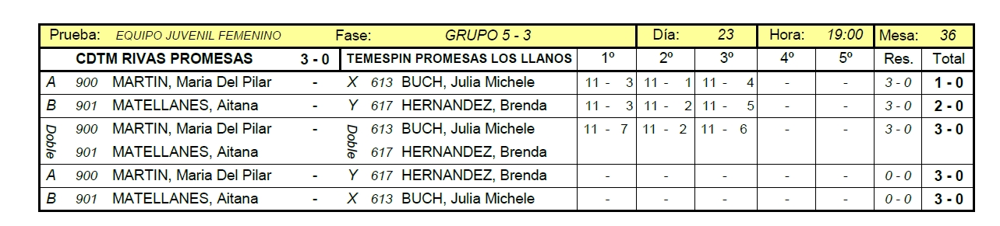 Prueba: EQUIPO JUVENIL FEMENINO Fase: GRUPO 5 - 3 Día: 23 Hora: 19:00 Mesa: 36
CDTM RIVAS PROMESAS 3 - 0 TEMESPIN PROMESAS LOS LLANOS 1º 2º 3º 4º 5º Res. Total
A 900 MARTIN, Maria Del Pilar - X 613 BUCH, Julia Michele 11 - 3 11 - 1 11 - 4 - - 3 - 0 1 - 0
B 901 MATELLANES, Aitana - Y 617 HERNANDEZ, Brenda 11 - 3 11 - 2 11 - 5 - - 3 - 0 2 - 0
Doble 900 MARTIN, Maria Del Pilar - Doble 613 BUCH, Julia Michele 11 - 7 11 - 2 11 - 6 - - 3 - 0 3 - 0
901 MATELLANES, Aitana 617 HERNANDEZ, Brenda
A 900 MARTIN, Maria Del Pilar - Y 617 HERNANDEZ, Brenda - - - - - 0 - 0 3 - 0
B 901 MATELLANES, Aitana - X 613 BUCH, Julia Michele - - - - - 0 - 0 3 - 0